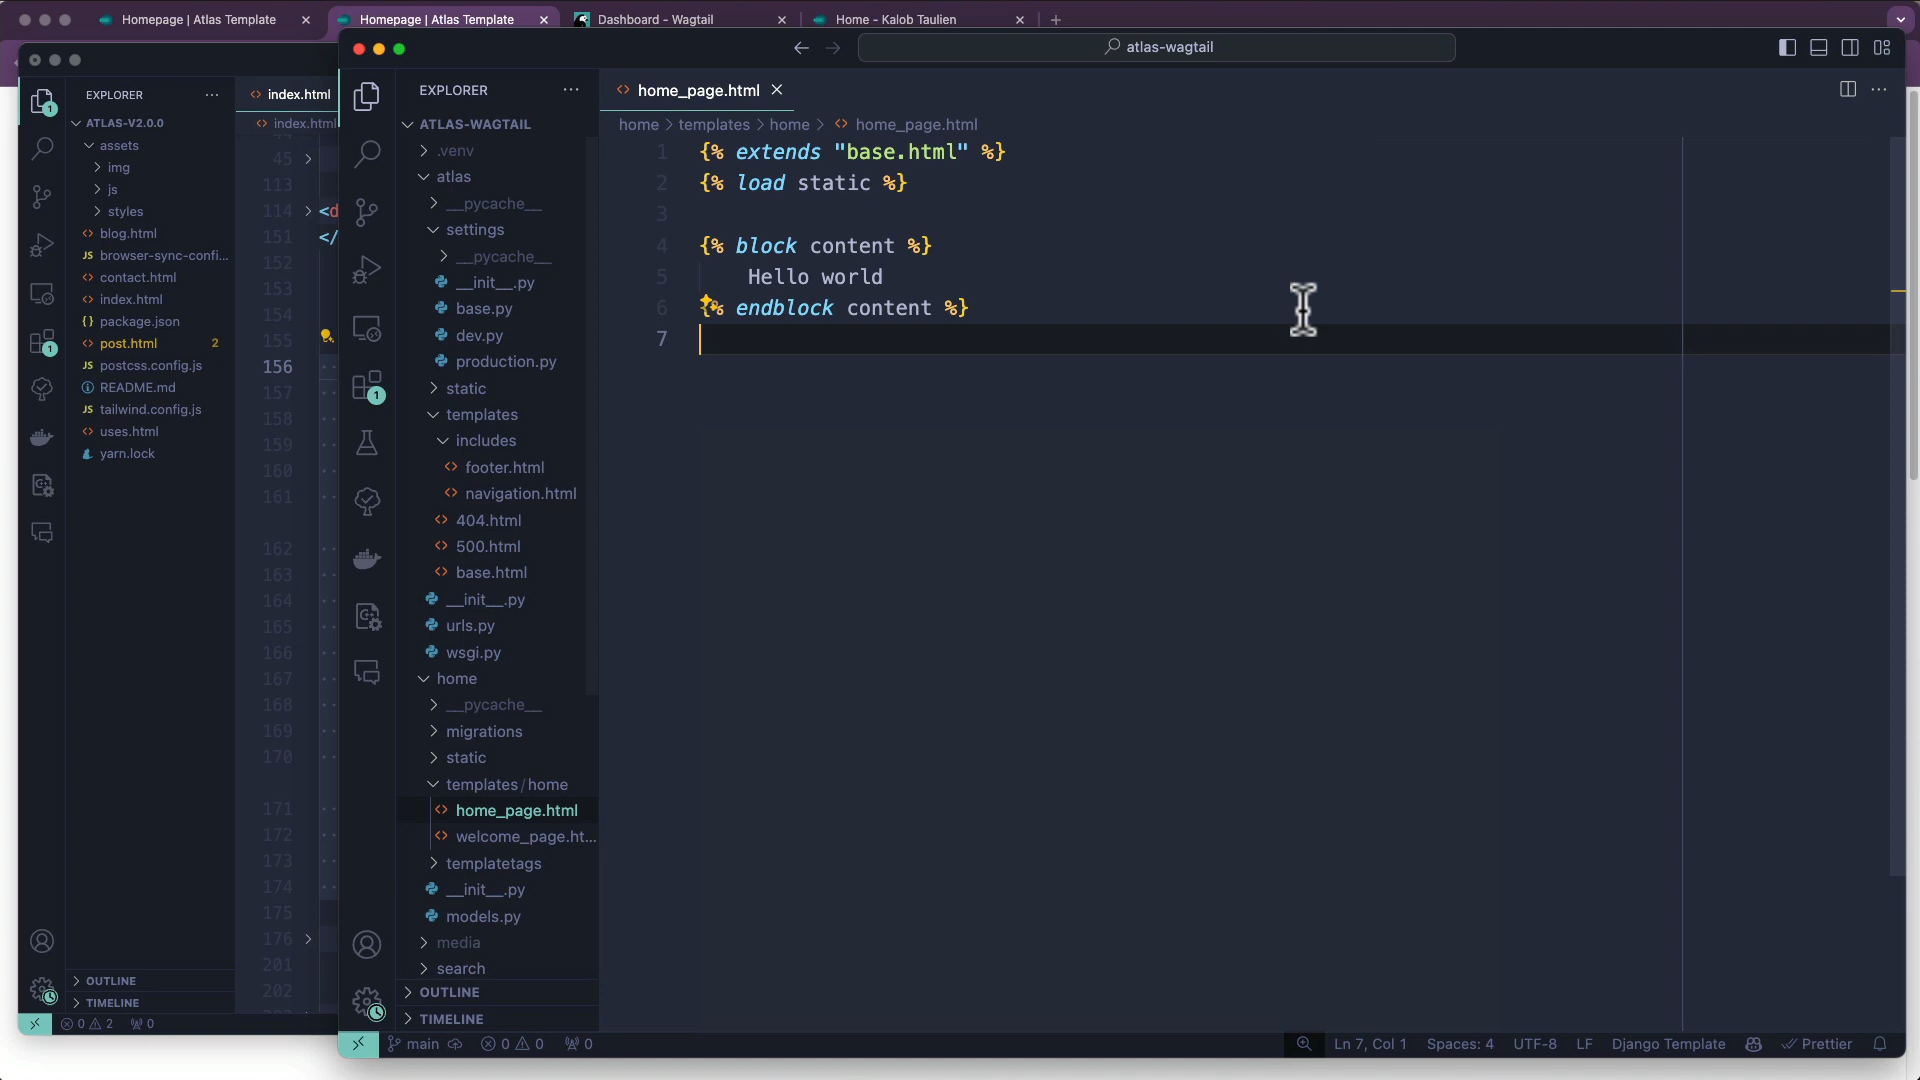 Homepage | Atlas Template
Homepage | Atlas Template
Dashboard - Wagtail
Home - Kalob Taulien
EXPLORER
ATLAS-V2.0.0
assets
img
js
styles
blog.html
browser-sync-confi...
contact.html
index.html
package.json
post.html 2
postcss.config.js
README.md
tailwind.config.js
uses.html
yarn.lock
OUTLINE
TIMELINE
0 2 0
index.html
index.html
45
113
114 <d
151 </
152
153
154
155
156
157
158
159
160
161
162
163
164
165
166
167
168
169
170
171
172
173
174
175
176
201
202
atlas-wagtail
EXPLORER
ATLAS-WAGTAIL
.venv
atlas
__pycache__
settings
__pycache__
__init__.py
base.py
dev.py
production.py
static
templates
includes
footer.html
navigation.html
404.html
500.html
base.html
__init__.py
urls.py
wsgi.py
home
__pycache__
migrations
static
templates/home
home_page.html
welcome_page.ht...
templatetags
__init__.py
models.py
media
search
OUTLINE
TIMELINE
home_page.html
home > templates > home > home_page.html
1 {% extends "base.html" %}
2 {% load static %}
3
4 {% block content %}
5 Hello world
6 {% endblock content %}
7
main 0 0 0
Ln 7, Col 1 Spaces: 4 UTF-8 LF Django Template Prettier